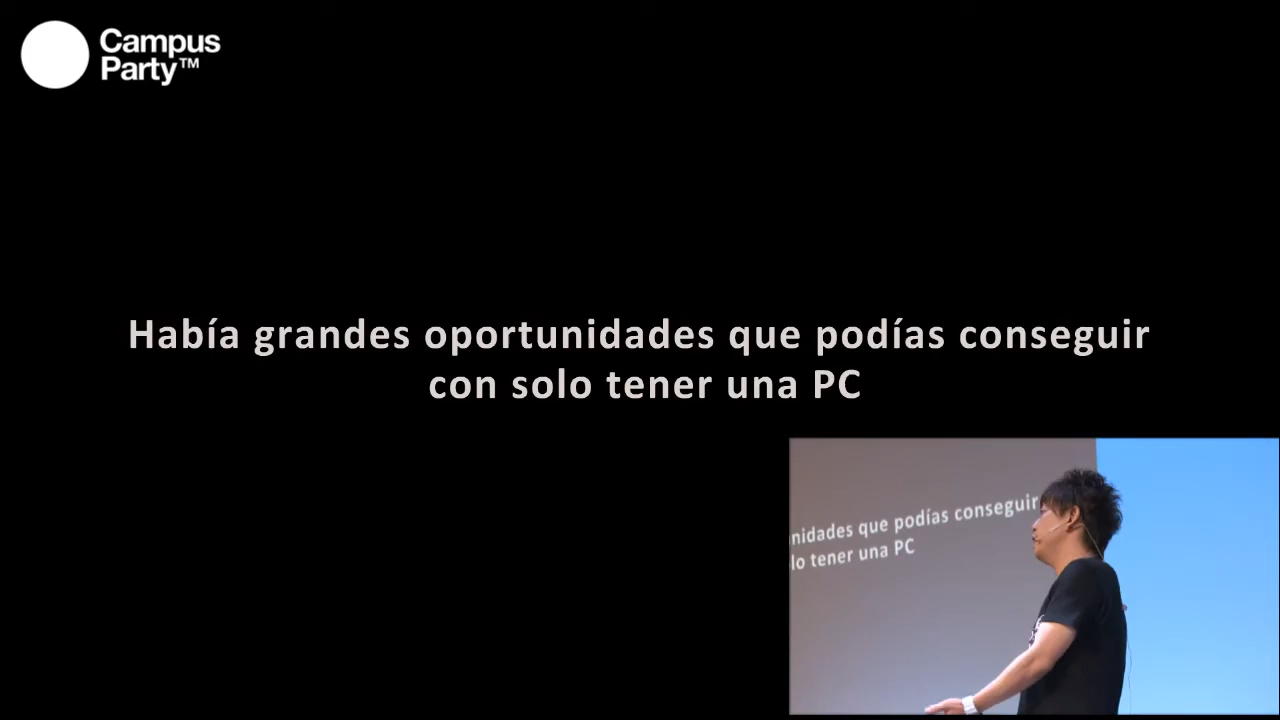 Campus
Party™
Había grandes oportunidades que podías conseguir
con solo tener una PC
nidades que podías conseguir
lo tener una PC